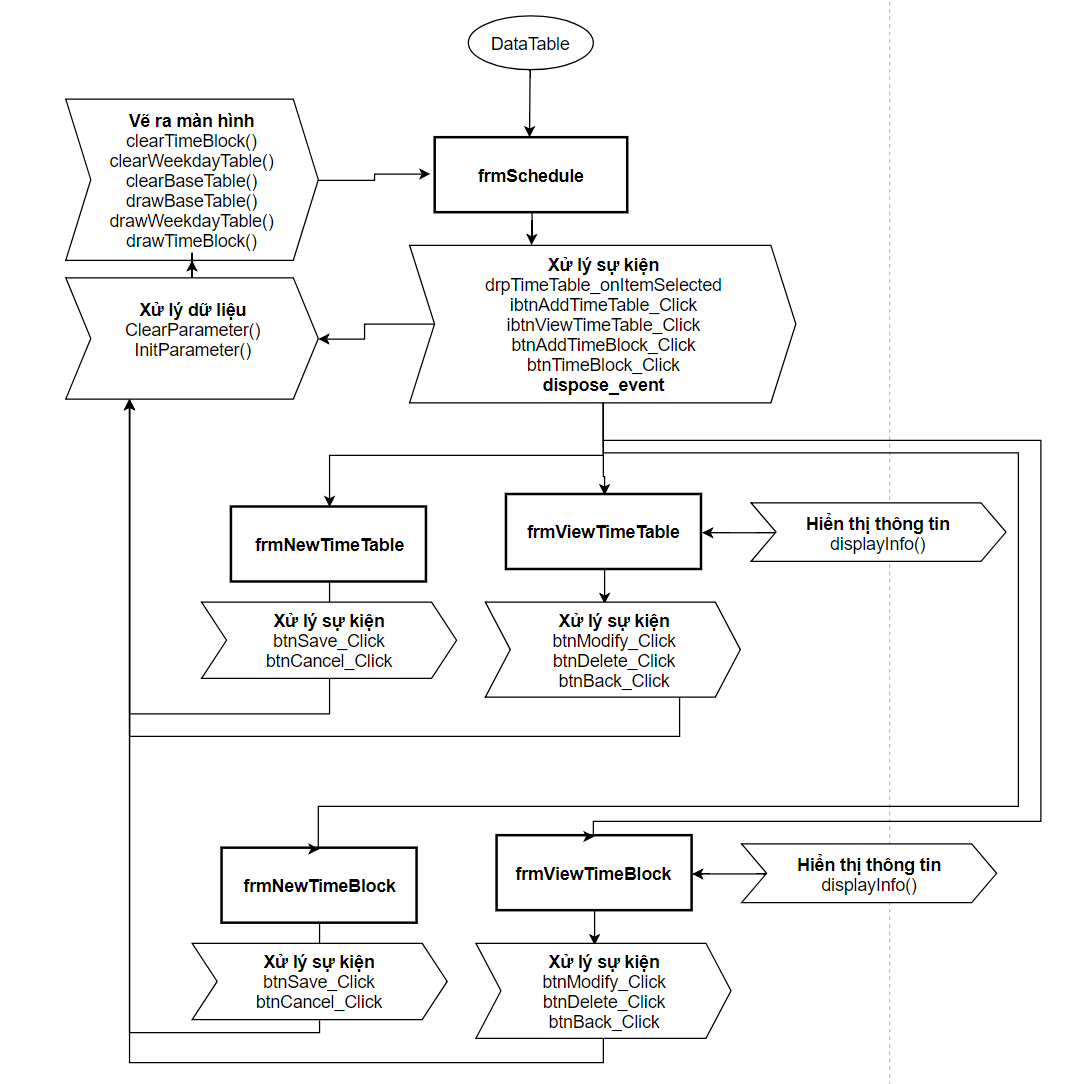 DataTable
Vẽ ra màn hình
clearTimeBlock()
clearWeekdayTable()
clearBaseTable()
drawBaseTable()
drawWeekdayTable()
drawTimeBlock()
frmSchedule
Xử lý sự kiện
drpTimeTable_onItemSelected
ibtnAddTimeTable_Click
ibtnViewTimeTable_Click
btnAddTimeBlock_Click
btnTimeBlock_Click
dispose_event
Xử lý dữ liệu
ClearParameter()
InitParameter()
frmNewTimeTable
frmViewTimeTable
Hiển thị thông tin
displayInfo()
Xử lý sự kiện
btnSave_Click
btnCancel_Click
Xử lý sự kiện
btnModify_Click
btnDelete_Click
btnBack_Click
frmNewTimeBlock
frmViewTimeBlock
Hiển thị thông tin
displayInfo()
Xử lý sự kiện
btnSave_Click
btnCancel_Click
Xử lý sự kiện
btnModify_Click
btnDelete_Click
btnBack_Click